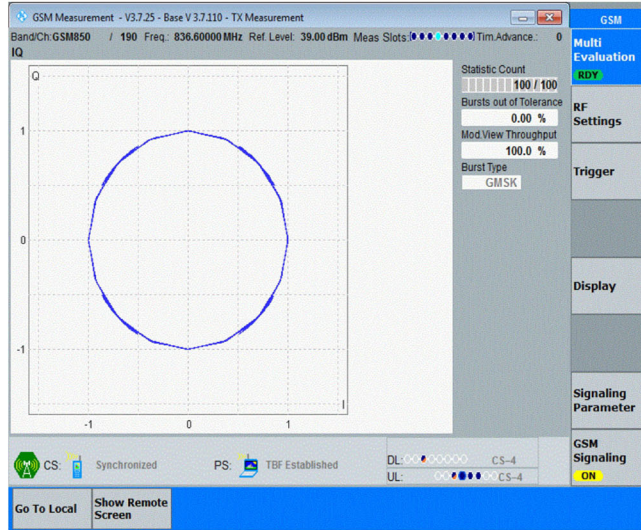 GSM Measurement - V3.7.25 - Base V 3.7.110 - TX Measurement
GSM
Band/Ch:GSM850 / 190 Freq.: 836.60000 MHz Ref. Level: 39.00 dBm Meas Slots: Tim.Advance.: 0
IQ
Multi Evaluation
RDY
Q
Statistic Count
100 / 100
Bursts out of Tolerance
0.00 %
Mod.View Throughput
100.0 %
Burst Type
GMSK
1
0
-1
I
-1 0 1
RF Settings
Trigger
Display
Signaling Parameter
GSM Signaling
ON
CS: Synchronized
PS: TBF Established
DL: CS-4
UL: CS-4
Go To Local
Show Remote Screen